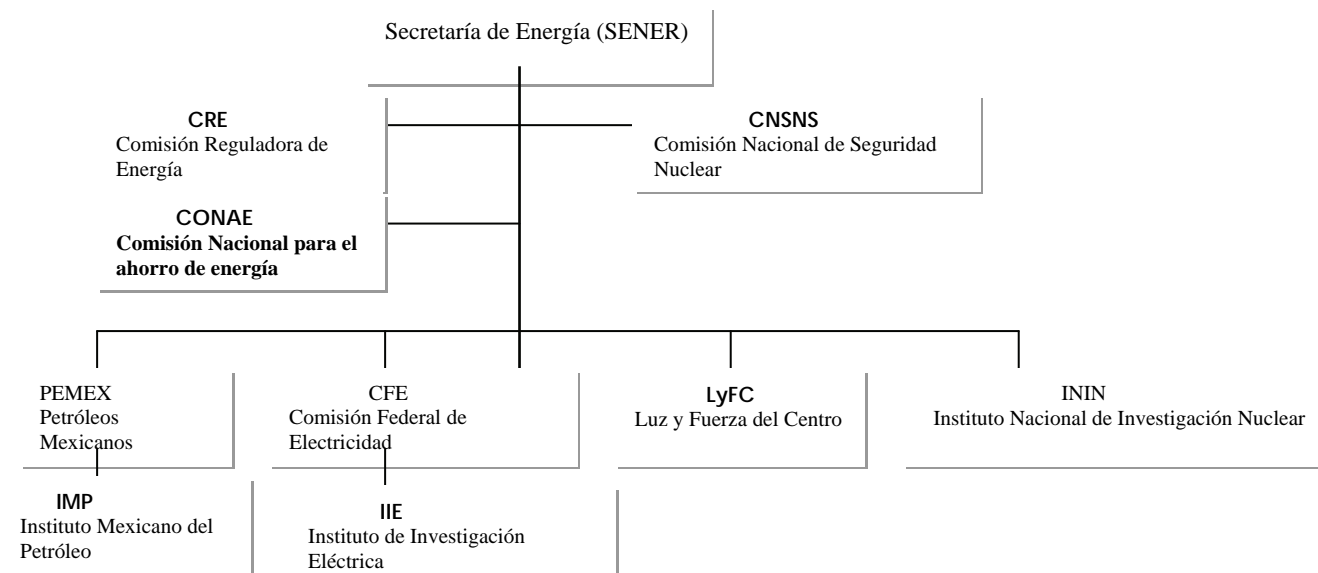 Secretaría de Energía (SENER)
CRE
Comisión Reguladora de
Energía
CNSNS
Comisión Nacional de Seguridad
Nuclear
CONAE
Comisión Nacional para el
ahorro de energía
PEMEX
Petróleos
Mexicanos
CFE
Comisión Federal de
Electricidad
LyFC
Luz y Fuerza del Centro
ININ
Instituto Nacional de Investigación Nuclear
IMP
Instituto Mexicano del
Petróleo
IIE
Instituto de Investigación
Eléctrica